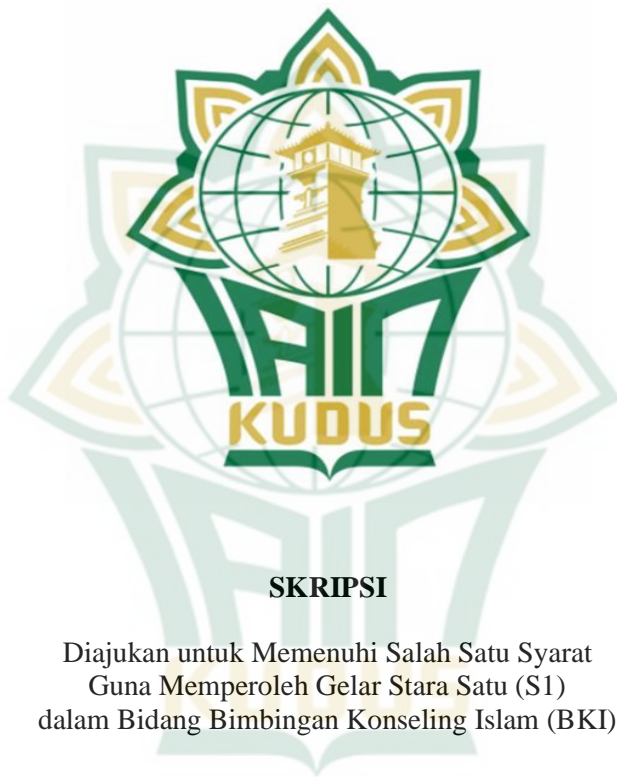 IAIN
KUDUS
SKRIPSI
Diajukan untuk Memenuhi Salah Satu Syarat
Guna Memperoleh Gelar Stara Satu (S1)
dalam Bidang Bimbingan Konseling Islam (BKI)